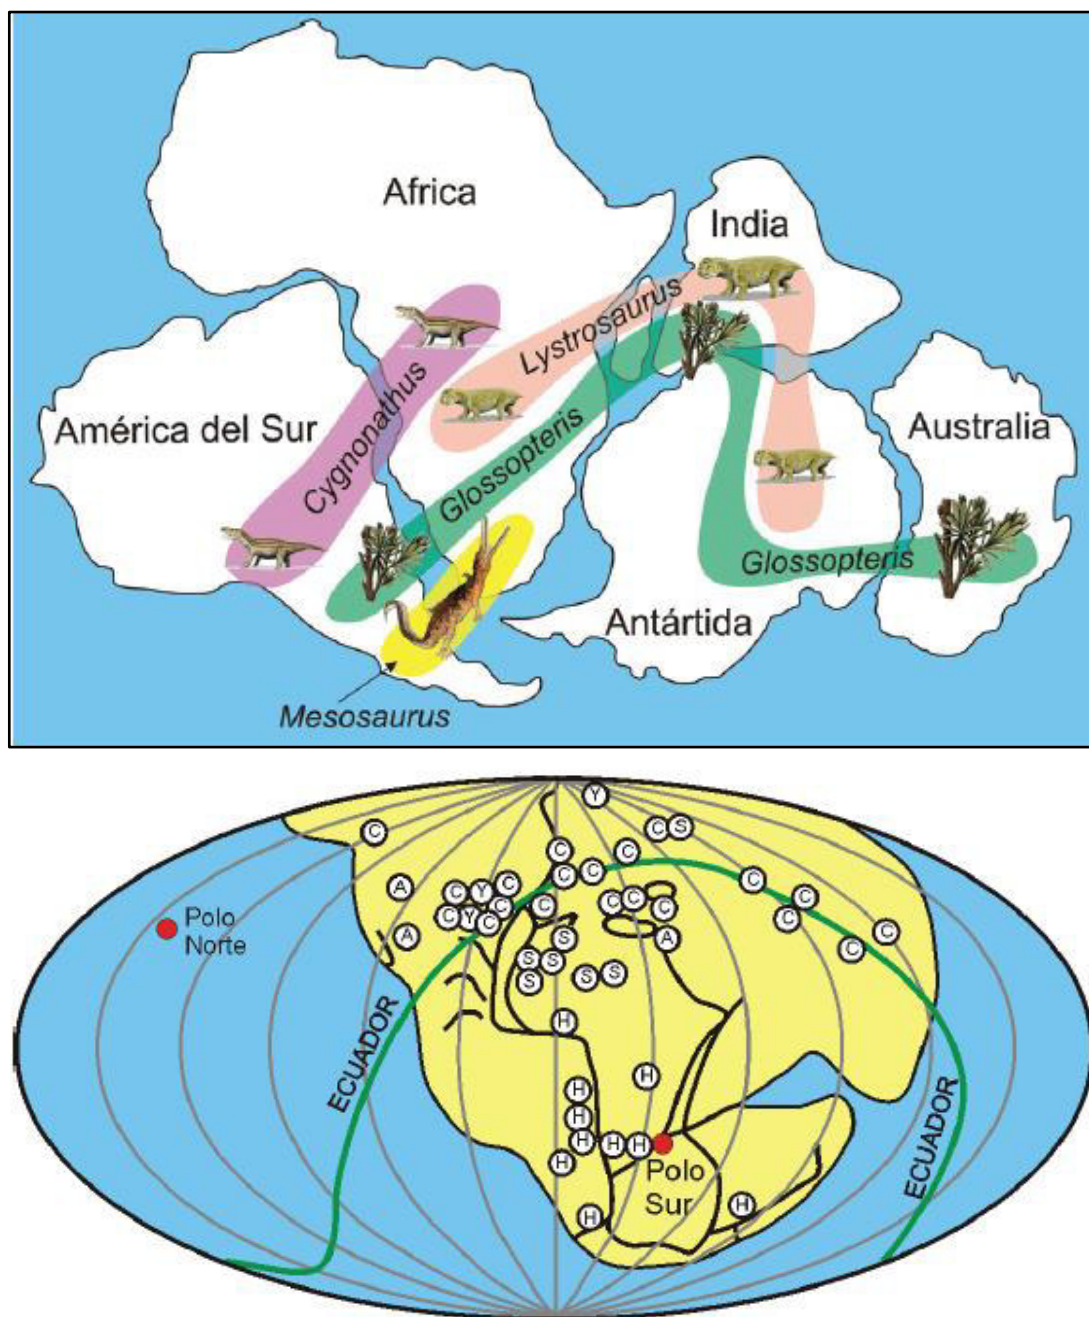 Africa
India
Lystrosaurus
Cygnonathus
América del Sur
Glossopteris
Australia
Glossopteris
Antártida
Mesosaurus
Y
C
C
S
C
C
C
C
C
A
C
Y
C
C
C
C
C
C
C
C
C
Y
C
C
Polo
Norte
A
S
A
C
C
S
S
S
S
S
ECUADOR
H
H
H
H
ECUADOR
H
H
H
H
Polo
Sur
H
H